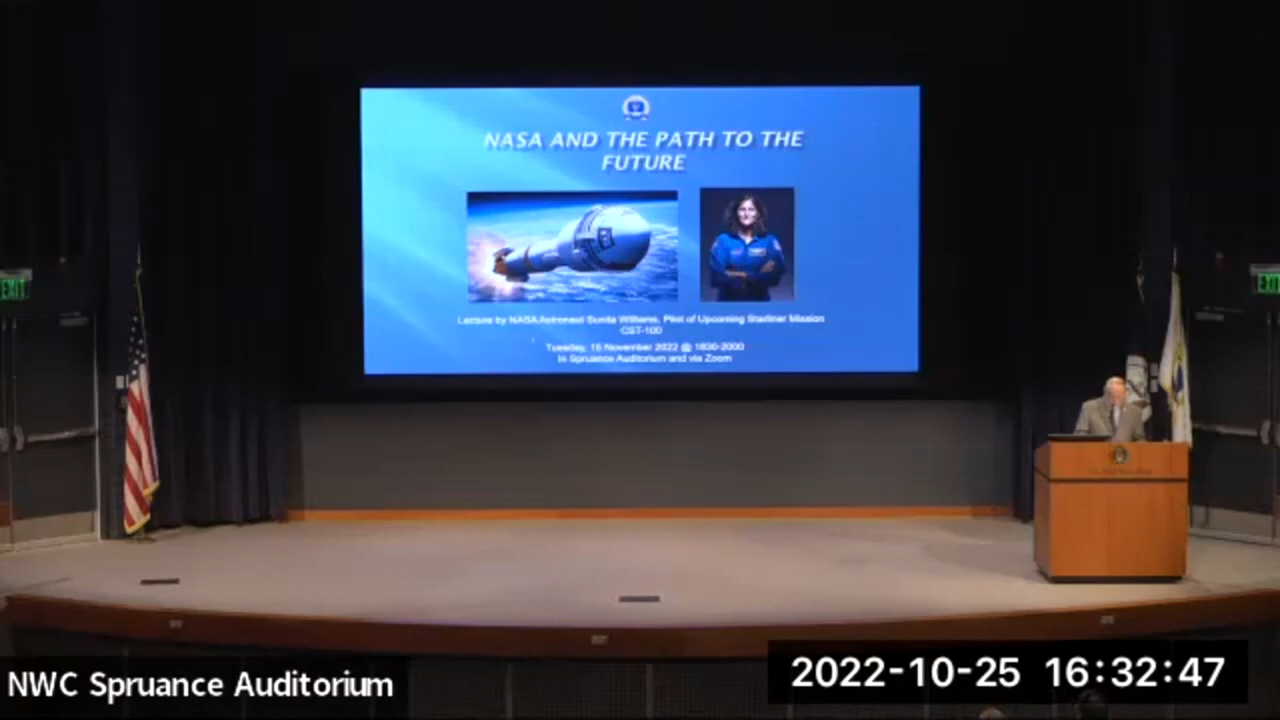 NASA AND THE PATH TO THE
FUTURE
Lecture by NASA Astronaut Sunita Williams, Pilot of Upcoming Starliner Mission
CST-100
Tuesday, 15 November 2022 @ 1830-2000
In Spruance Auditorium and via Zoom
EXIT
NWC Spruance Auditorium
2022-10-25 16:32:47